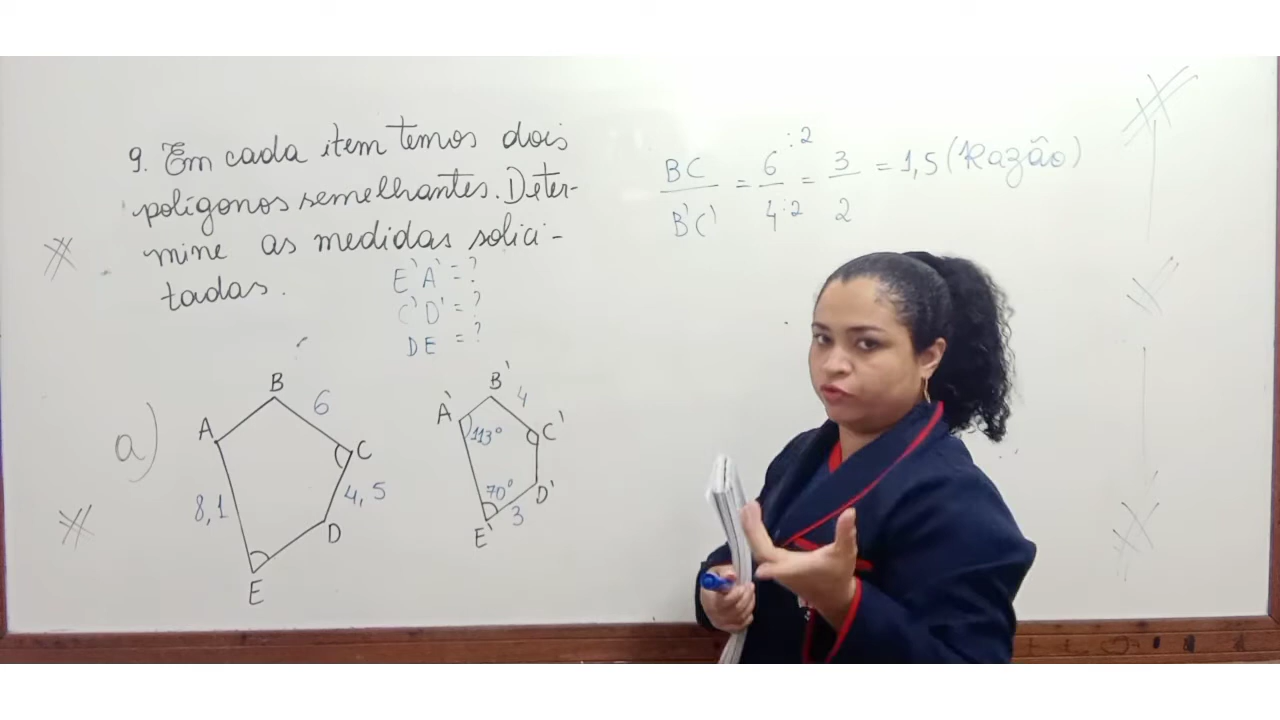 9. Em cada item temos dois
polígonos semelhantes. Deter-
mine as medidas solici-
tadas.
E'A' = ?
C'D' = ?
DE = ?
BC/B'C' = 6:2/4:2 = 3/2 = 1,5 (Razão)
a)
B
6
A
C
8,1
4,5
D
E
B'
4
A'
113°
C'
70°
D'
3
E'